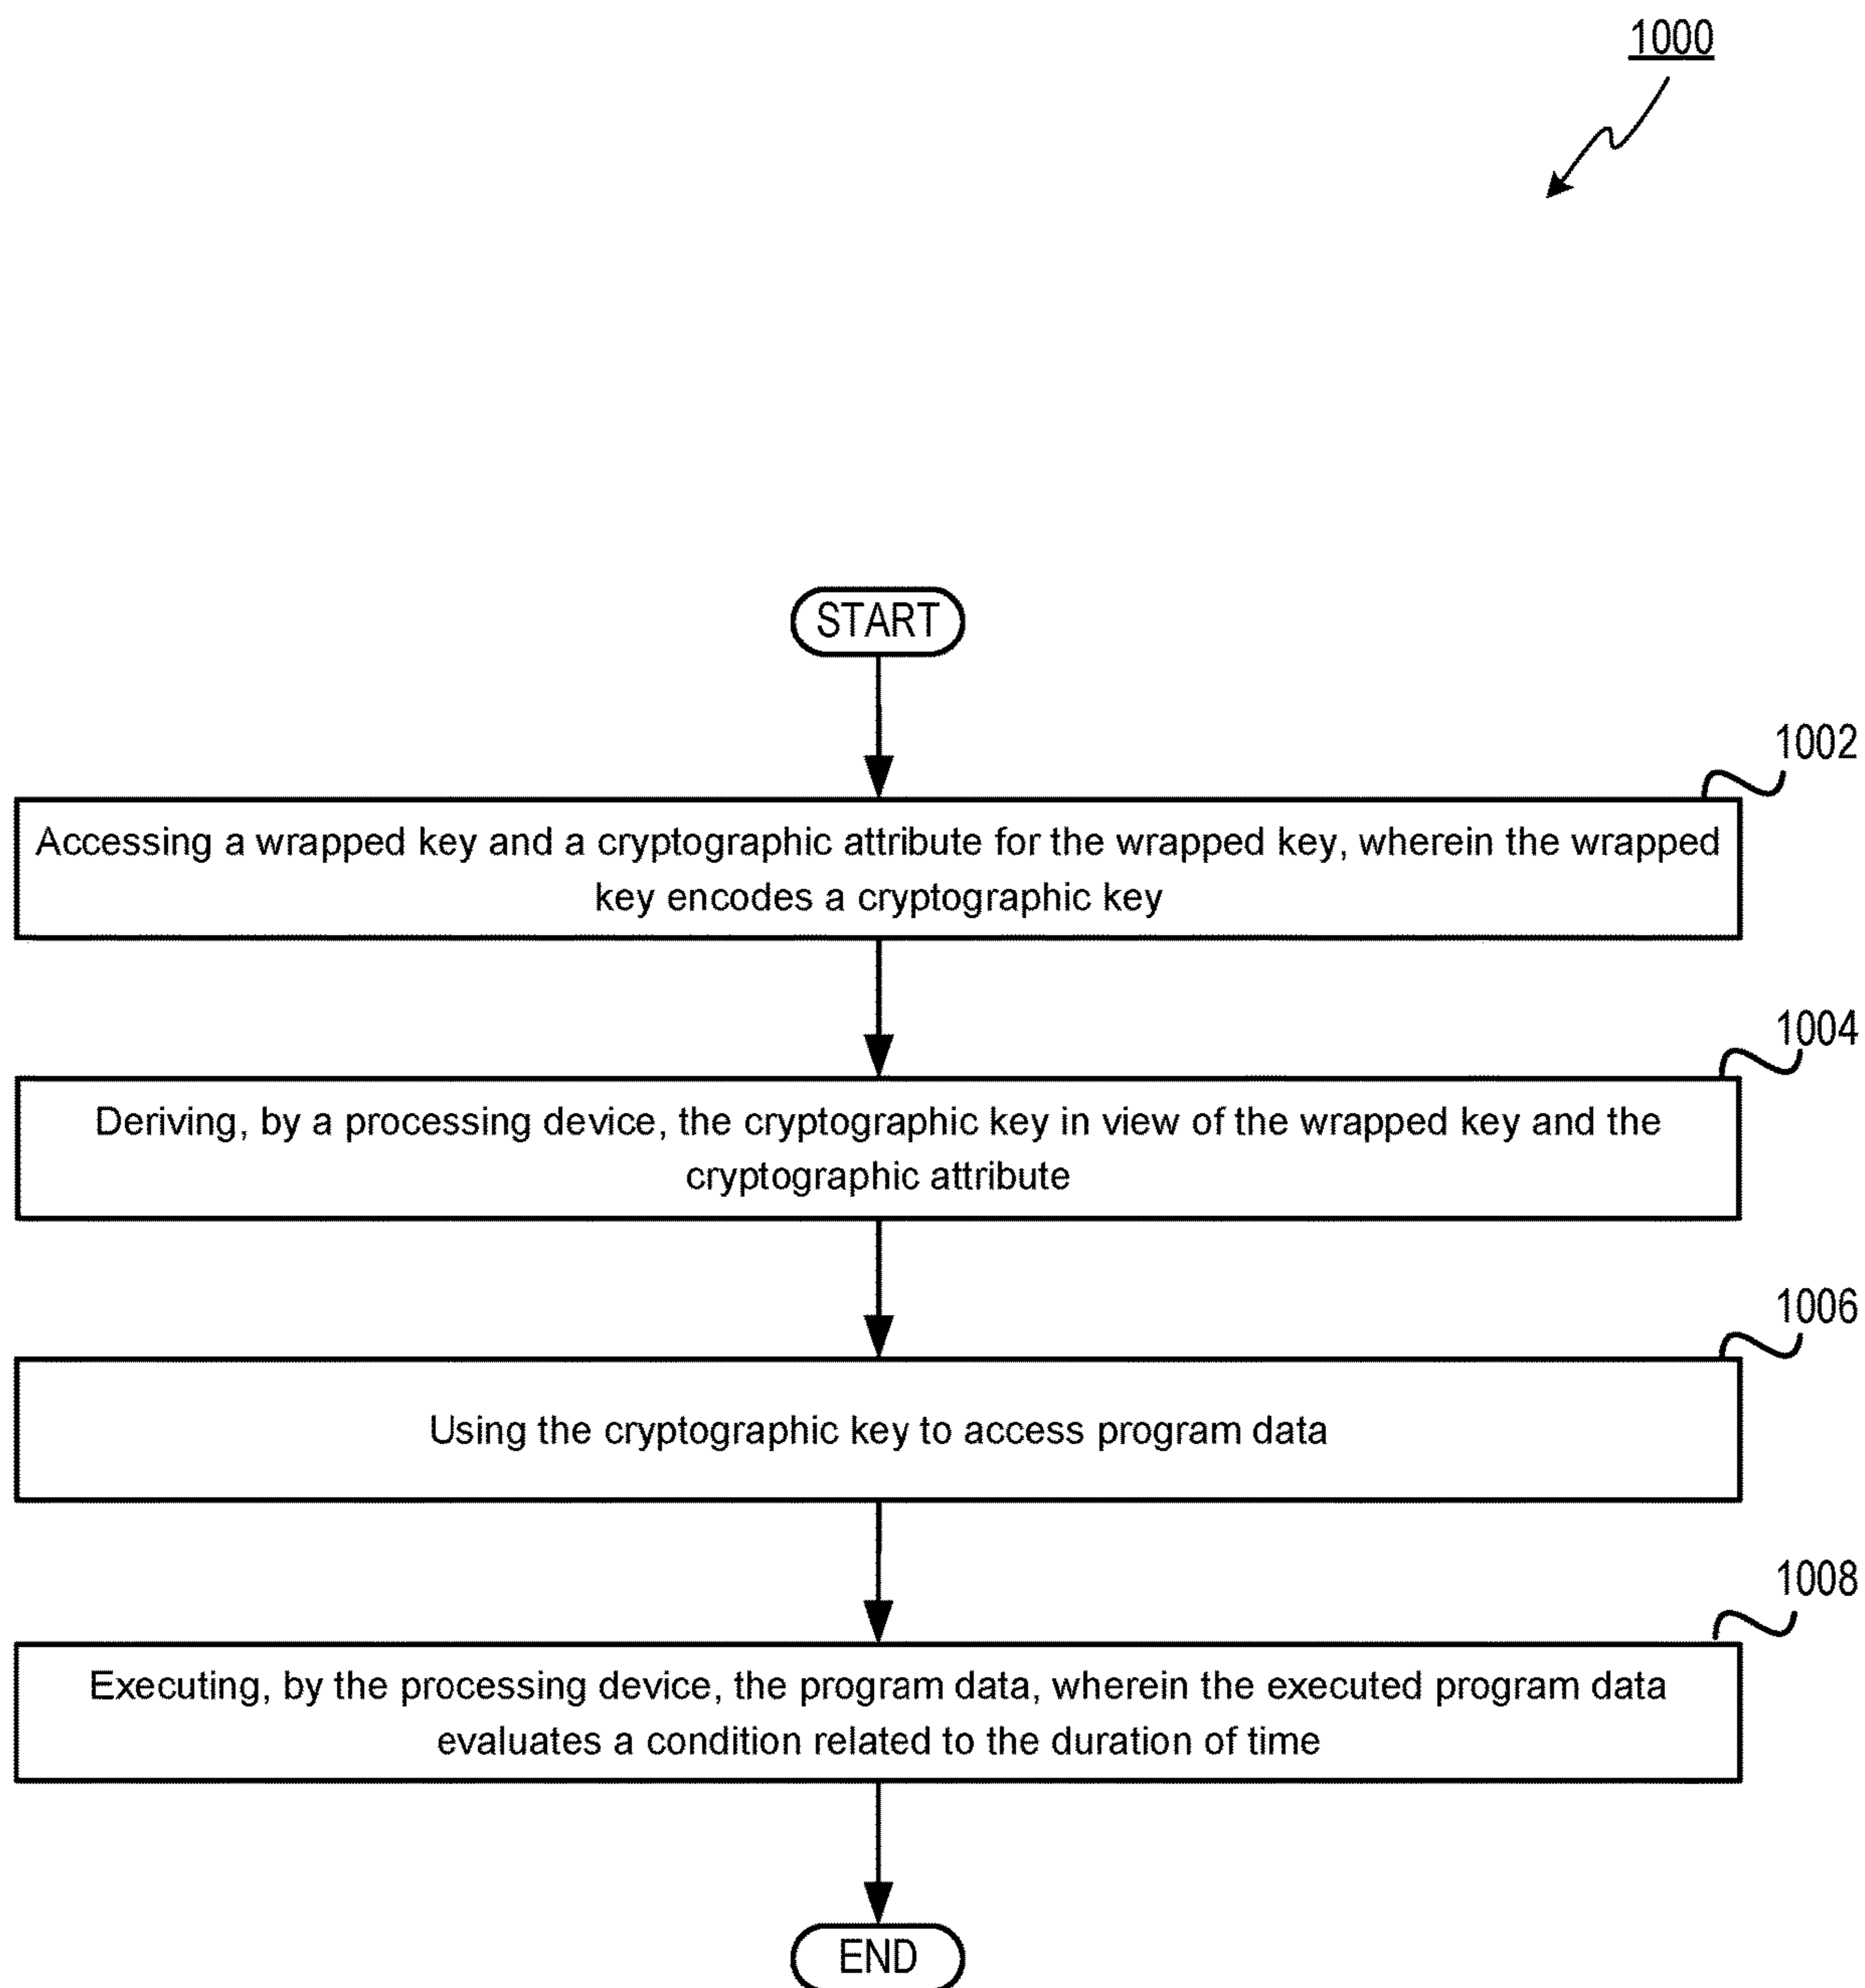 1000
START
1002
Accessing a wrapped key and a cryptographic attribute for the wrapped key, wherein the wrapped
key encodes a cryptographic key
1004
Deriving, by a processing device, the cryptographic key in view of the wrapped key and the
cryptographic attribute
1006
Using the cryptographic key to access program data
1008
Executing, by the processing device, the program data, wherein the executed program data
evaluates a condition related to the duration of time
END